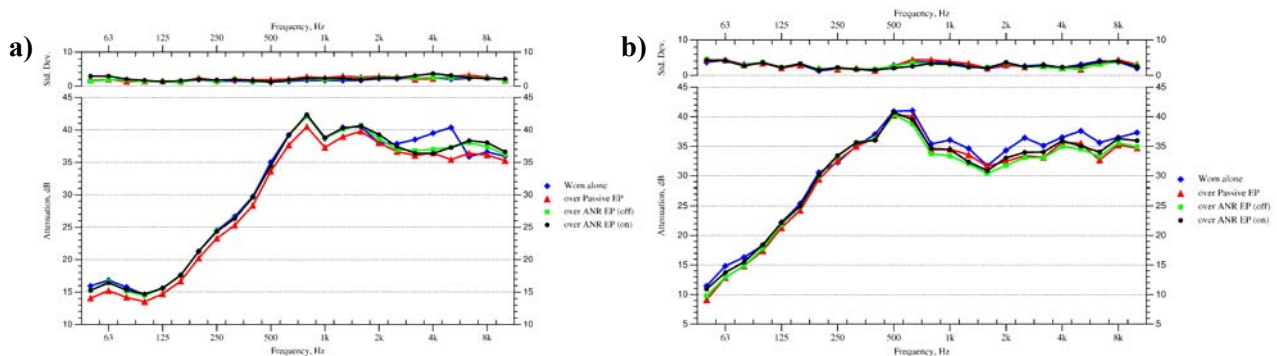 a)
Frequency, Hz
63 125 250 500 1k 2k 4k 8k
Std. Dev.
10
5
0
10
5
0
Attenuation, dB
45
40
35
30
25
20
15
10
45
40
35
30
25
20
15
10
63 125 250 500 1k 2k 4k 8k
Frequency, Hz
Worn alone
over Passive EP
over ANR EP (off)
over ANR EP (on)
b)
Frequency, Hz
63 125 250 500 1k 2k 4k 8k
Std. Dev.
10
5
0
10
5
0
Attenuation, dB
45
40
35
30
25
20
15
10
5
45
40
35
30
25
20
15
10
5
63 125 250 500 1k 2k 4k 8k
Frequency, Hz
Worn alone
over Passive EP
over ANR EP (off)
over ANR EP (on)